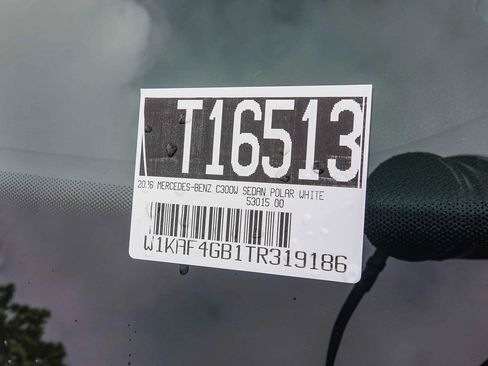 T16513
2026 MERCEDES-BENZ C300W SEDAN POLAR WHITE
53015.00
W1KAF4GB1TR319186